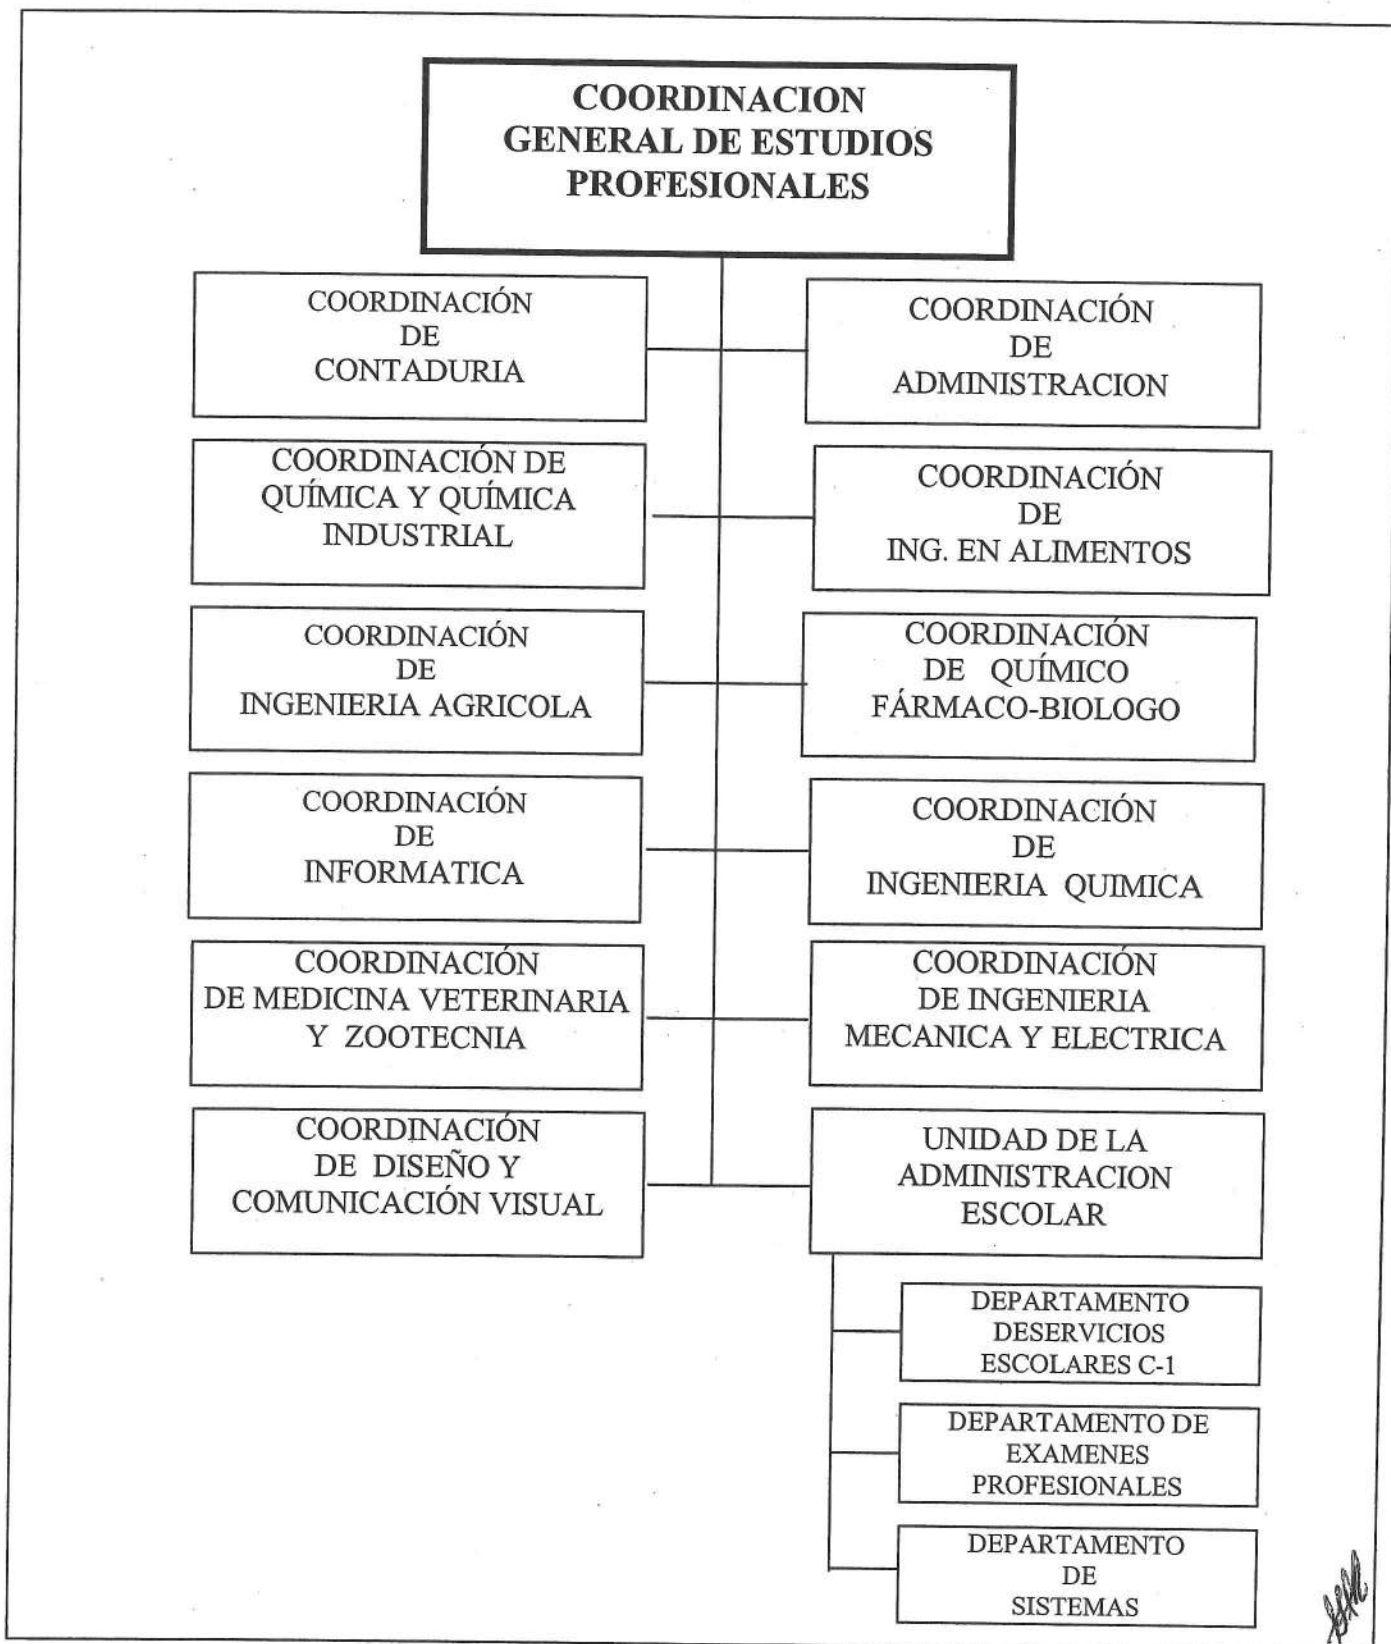 COORDINACION
GENERAL DE ESTUDIOS
PROFESIONALES
COORDINACIÓN
DE
CONTADURIA
COORDINACIÓN
DE
ADMINISTRACION
COORDINACIÓN DE
QUÍMICA Y QUÍMICA
INDUSTRIAL
COORDINACIÓN
DE
ING. EN ALIMENTOS
COORDINACIÓN
DE
INGENIERIA AGRICOLA
COORDINACIÓN
DE QUÍMICO
FÁRMACO-BIOLOGO
COORDINACIÓN
DE
INFORMATICA
COORDINACIÓN
DE
INGENIERIA QUIMICA
COORDINACIÓN
DE MEDICINA VETERINARIA
Y ZOOTECNIA
COORDINACIÓN
DE INGENIERIA
MECANICA Y ELECTRICA
COORDINACIÓN
DE DISEÑO Y
COMUNICACIÓN VISUAL
UNIDAD DE LA
ADMINISTRACION
ESCOLAR
DEPARTAMENTO
DESERVICIOS
ESCOLARES C-1
DEPARTAMENTO DE
EXAMENES
PROFESIONALES
DEPARTAMENTO
DE
SISTEMAS